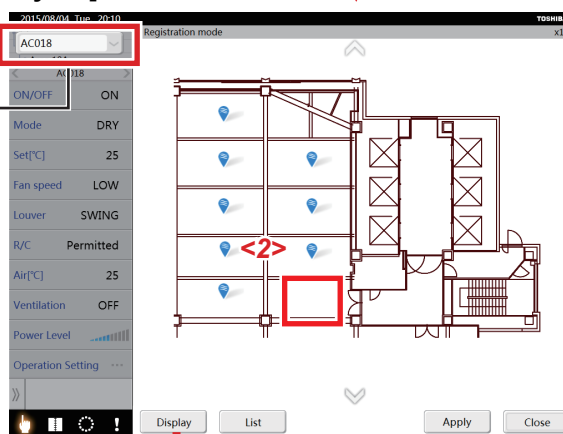 2015/08/04 Tue 20:10
TOSHIBA
AC018
Registration mode
x1
AC018
ON/OFF ON
Mode DRY
Set[℃] 25
Fan speed LOW
Louver SWING
R/C Permitted
Air[℃] 25
Ventilation OFF
Power Level
Operation Setting ...
<2>
Display
List
Apply
Close